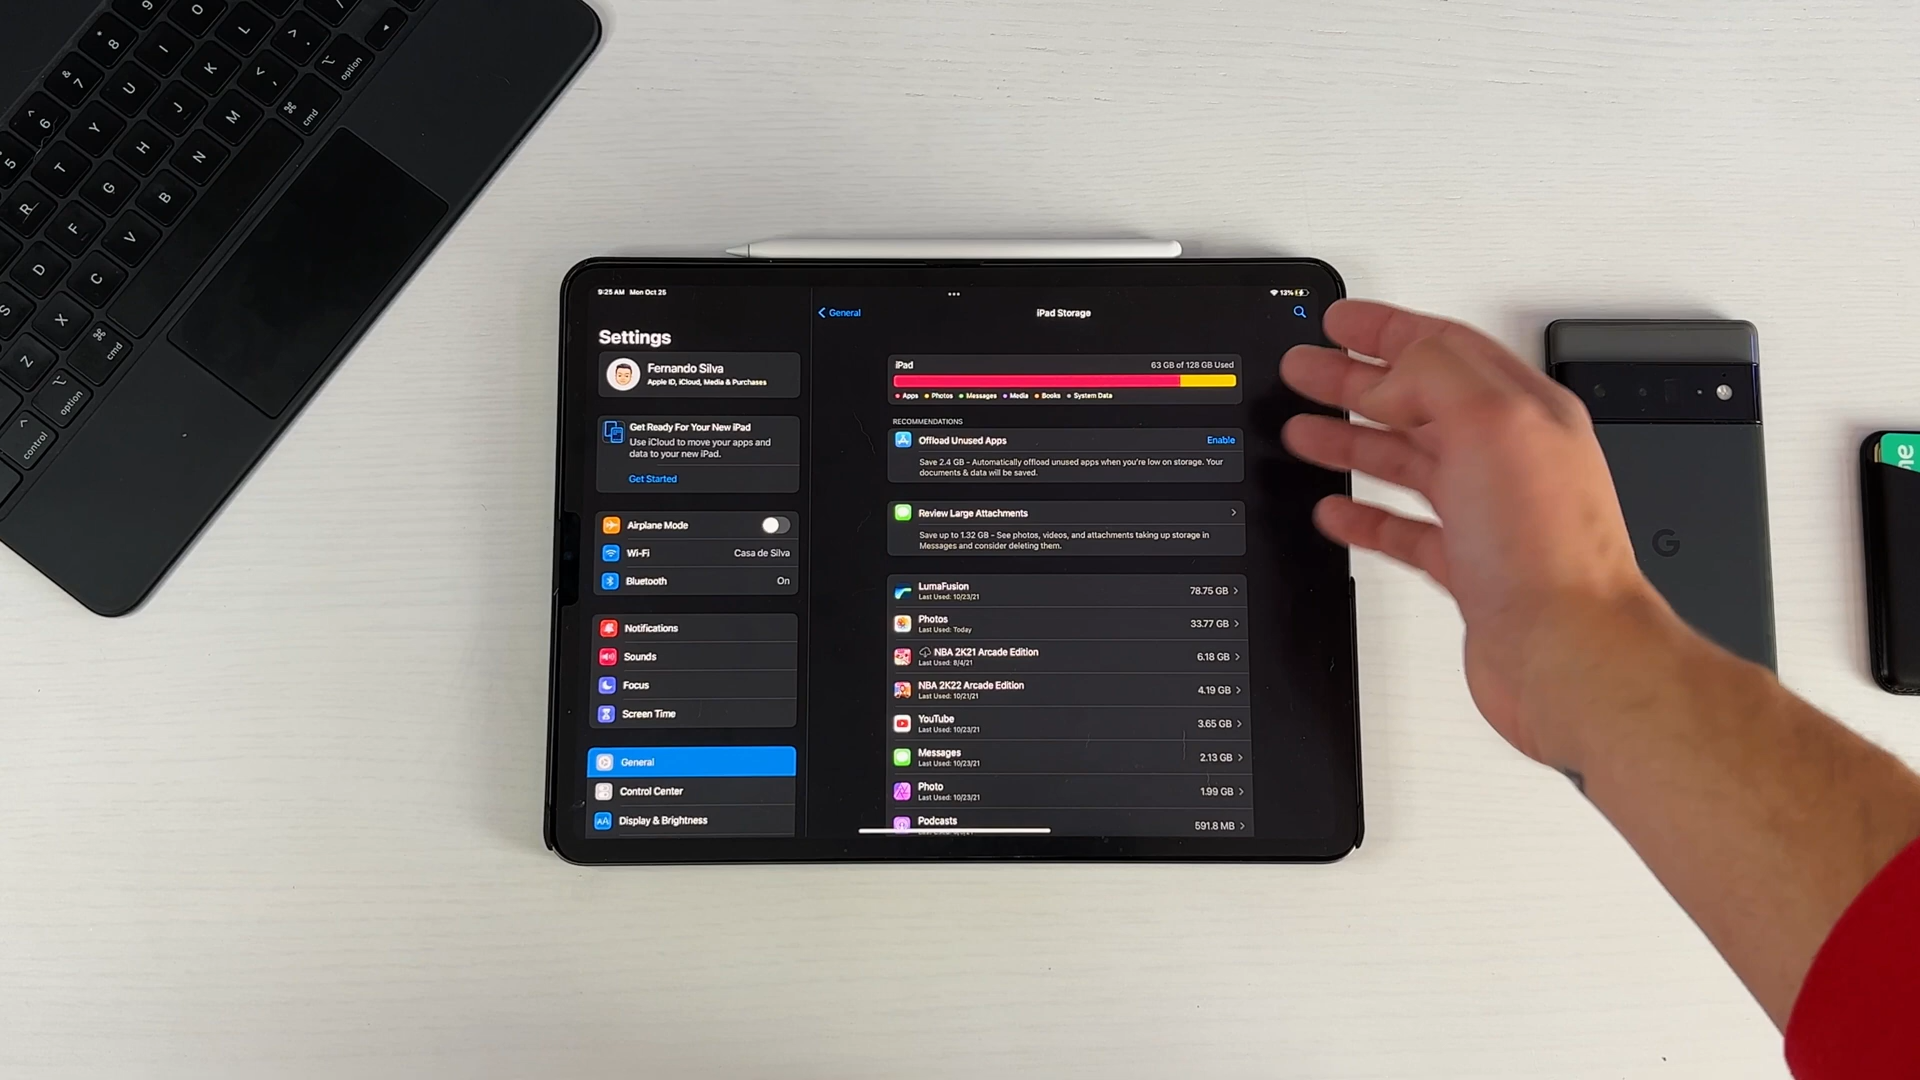 9:25 AM Mon Oct 25
13%
Settings
Fernando Silva
Apple ID, iCloud, Media & Purchases
Get Ready For Your New iPad
Use iCloud to move your apps and
data to your new iPad.
Get Started
Airplane Mode
Wi-Fi Casa de Silva
Bluetooth On
Notifications
Sounds
Focus
Screen Time
General
Control Center
AA Display & Brightness
General
iPad Storage
iPad 63 GB of 128 GB Used
Apps Photos Messages Media Books System Data
RECOMMENDATIONS
Offload Unused Apps Enable
Save 2.4 GB - Automatically offload unused apps when you're low on storage. Your
documents & data will be saved.
Review Large Attachments
Save up to 1.32 GB - See photos, videos, and attachments taking up storage in
Messages and consider deleting them.
LumaFusion 78.75 GB
Last Used: 10/23/21
Photos 33.77 GB
Last Used: Today
NBA 2K21 Arcade Edition 6.18 GB
Last Used: 8/4/21
NBA 2K22 Arcade Edition 4.19 GB
Last Used: 10/21/21
YouTube 3.65 GB
Last Used: 10/23/21
Messages 2.13 GB
Last Used: 10/23/21
Photo 1.99 GB
Last Used: 10/23/21
Podcasts 591.8 MB
9 O L > .
* 8 I K < , option
& 7 U J M cmd
^ 6 Y H N
5 T G B
R F V
D C
S X cmd
Z option
control
G
ne